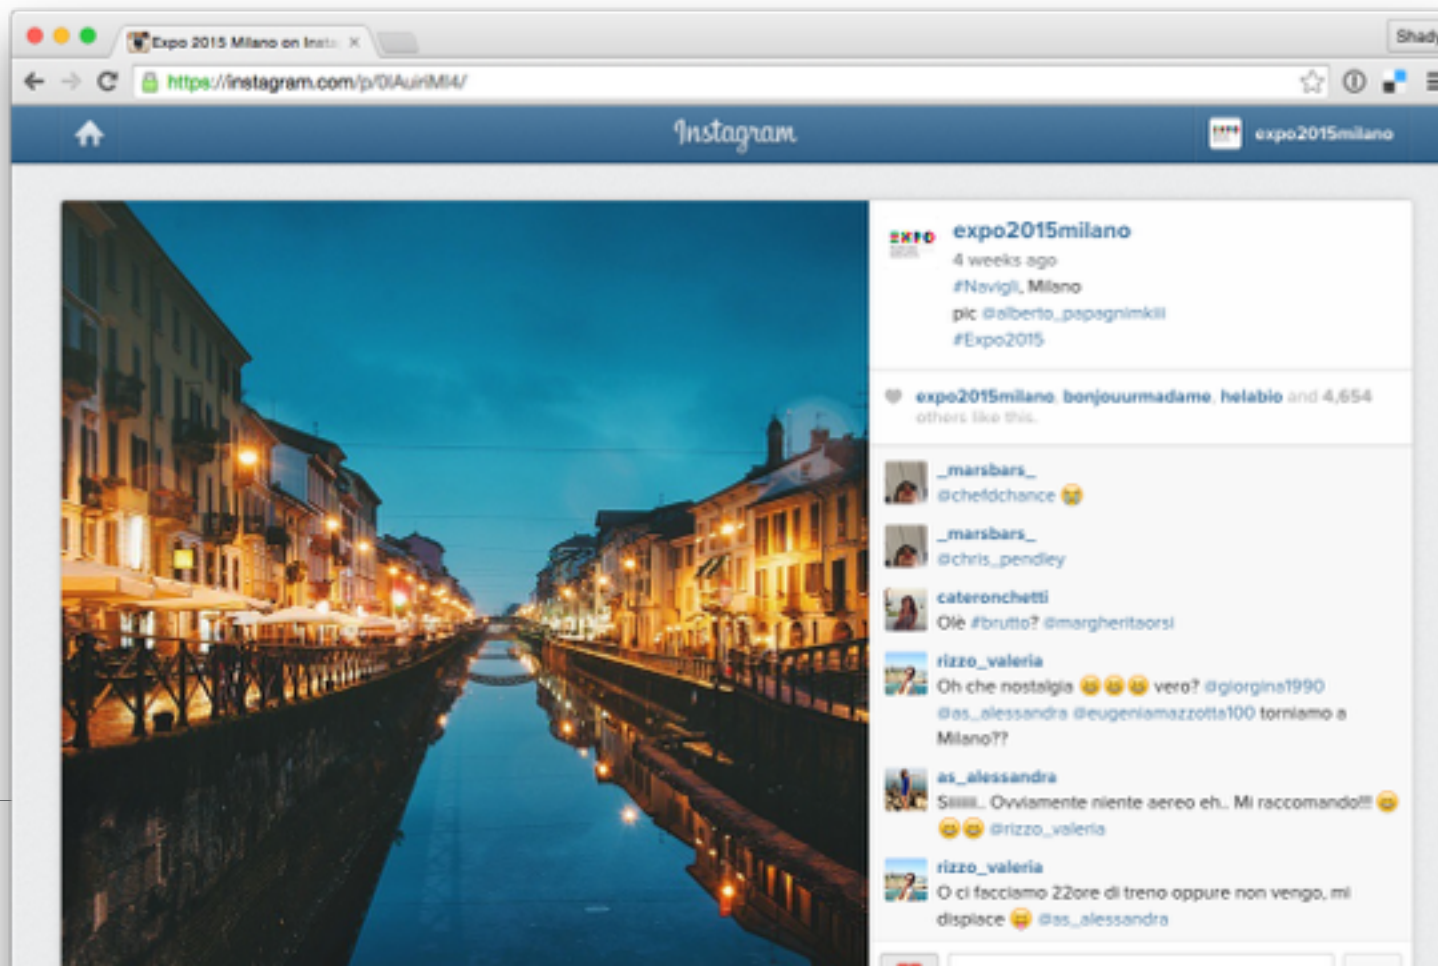 Expo 2015 Milano on Insta
Shady
https://instagram.com/p/
Instagram
expo2015milano
EXPO
expo2015milano
4 weeks ago
#Navigli, Milano
pic @alberto_papagnimkiii
#Expo2015
expo2015milano, bonjouurmadame, helabio and 4,654
others like this.
_marsbars_
@chefdchance 😭
_marsbars_
@chris_pendley
cateronchetti
Olè #brutto? @margheritaorsi
rizzo_valeria
Oh che nostalgia 😄😄😄 vero? @giorgina1990
@as_alessandra @eugeniamazzotta100 torniamo a
Milano??
as_alessandra
Siiiiii.. Ovviamente niente aereo eh.. Mi raccomando!!! 😄
😄😄 @rizzo_valeria
rizzo_valeria
O ci facciamo 22ore di treno oppure non vengo, mi
dispiace 😝 @as_alessandra